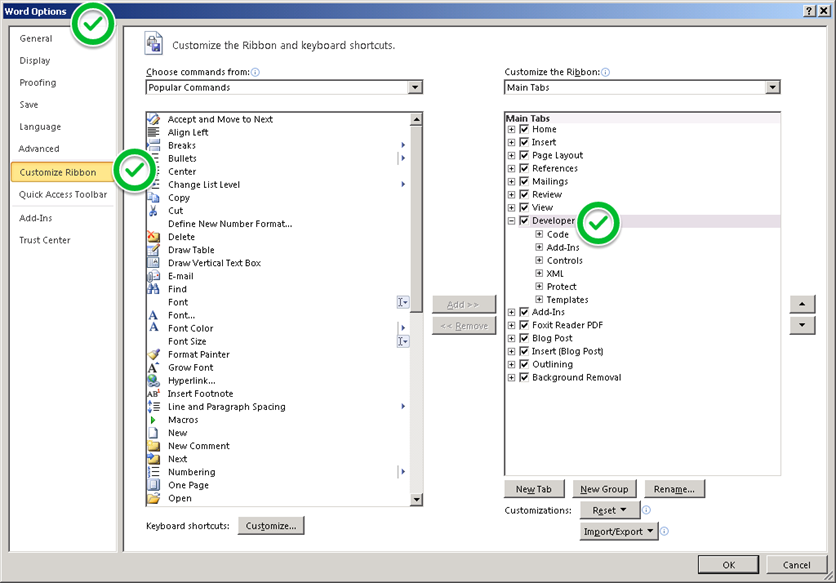 Word Options
General
Display
Proofing
Save
Language
Advanced
Customize Ribbon
Quick Access Toolbar
Add-Ins
Trust Center
Customize the Ribbon and keyboard shortcuts.
Choose commands from:
Popular Commands
Accept and Move to Next
Align Left
Breaks
Bullets
Center
Change List Level
Copy
Cut
Define New Number Format...
Delete
Draw Table
Draw Vertical Text Box
E-mail
Find
Font
Font...
Font Color
Font Size
Format Painter
Grow Font
Hyperlink...
Insert Footnote
Line and Paragraph Spacing
Macros
New
New Comment
Next
Numbering
One Page
Open
Keyboard shortcuts: Customize...
Add >>
<< Remove
Customize the Ribbon:
Main Tabs
Main Tabs
Home
Insert
Page Layout
References
Mailings
Review
View
Developer
Code
Add-Ins
Controls
XML
Protect
Templates
Add-Ins
Foxit Reader PDF
Blog Post
Insert (Blog Post)
Outlining
Background Removal
New Tab New Group Rename...
Customizations: Reset
Import/Export
OK Cancel